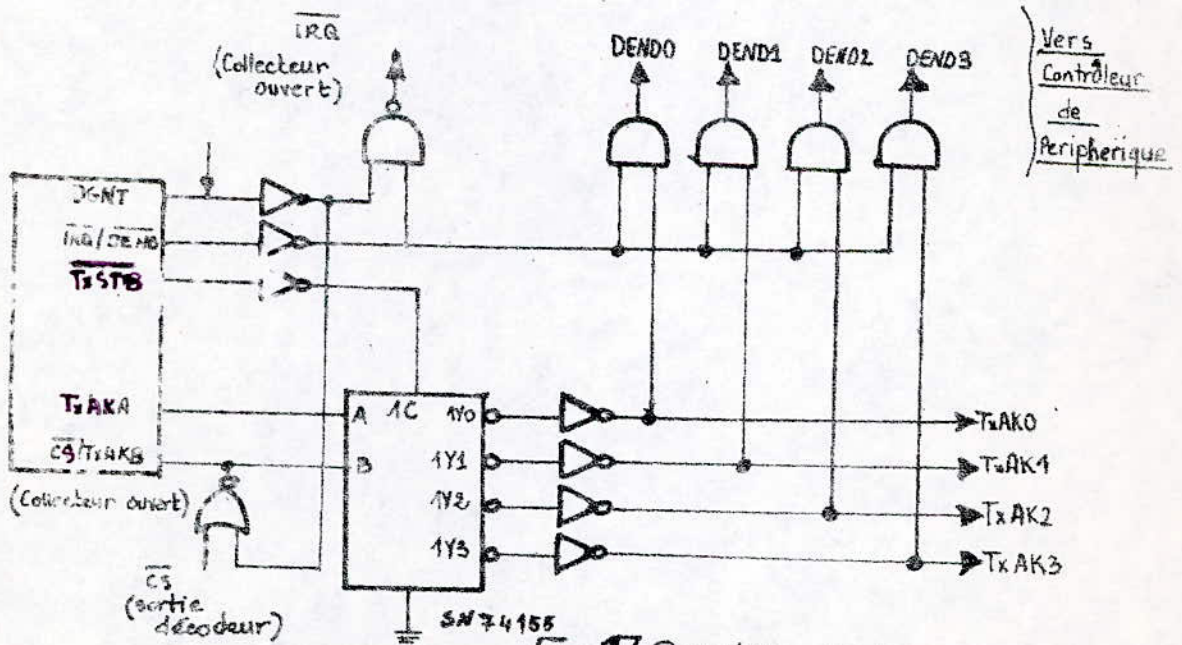 IRQ
(Collecteur
ouvert)
DEND0
DEND1
DEND2
DEND3
Vers
Contrôleur
de
Peripherique
DGNT
IRQ/DEND
TxSTB
TxAKA
CS/TxAKB
(Collecteur ouvert)
CS
(sortie
décodeur)
A
1C
B
1Y0
1Y1
1Y2
1Y3
SN74155
TxAK0
TxAK1
TxAK2
TxAK3